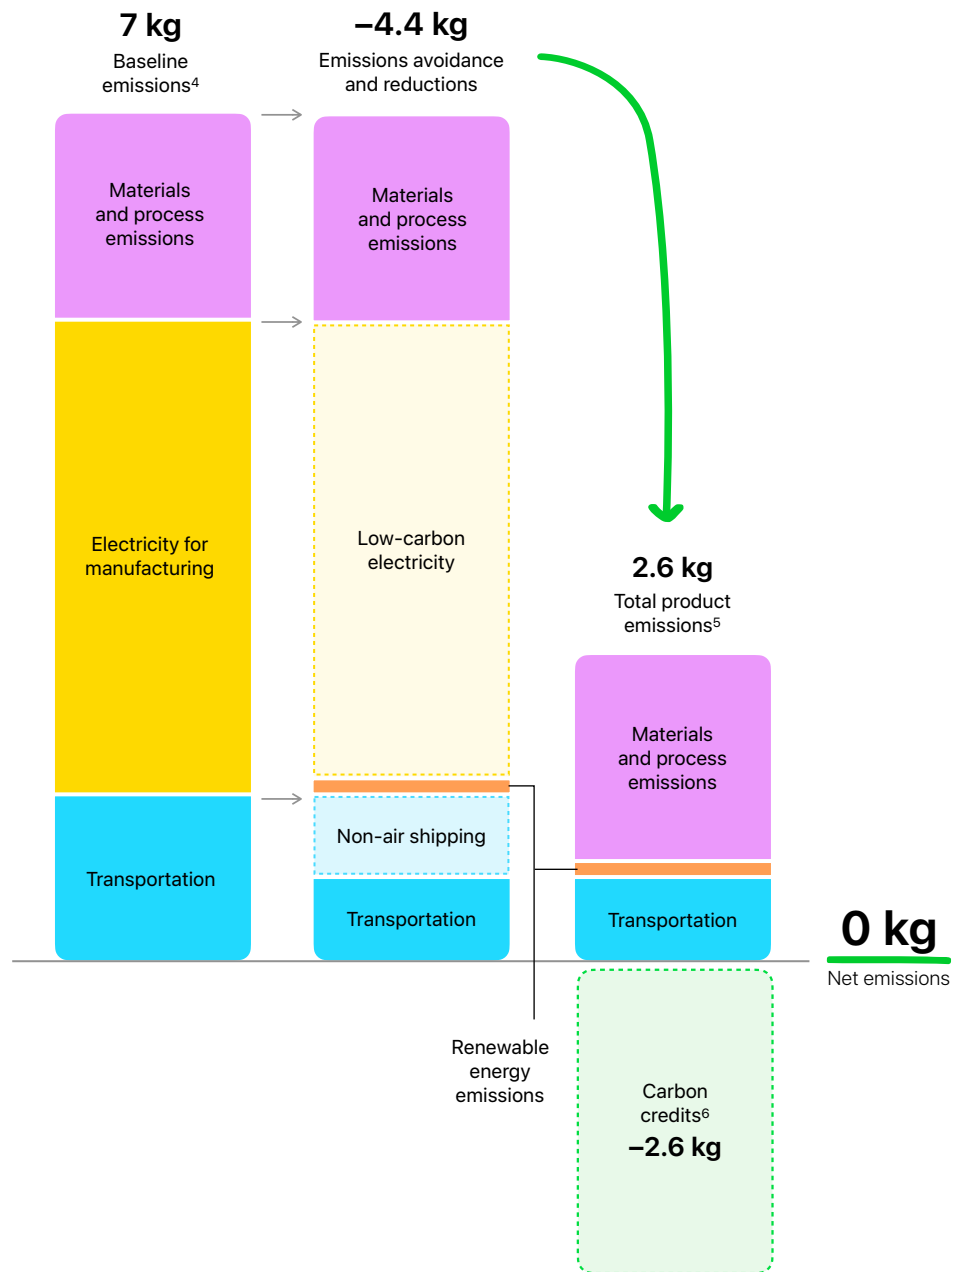 7 kg
Baseline
emissions⁴
Materials
and process
emissions
Electricity for
manufacturing
Transportation
–4.4 kg
Emissions avoidance
and reductions
Materials
and process
emissions
Low-carbon
electricity
Non-air shipping
Transportation
Renewable
energy
emissions
2.6 kg
Total product
emissions⁵
Materials
and process
emissions
Transportation
Carbon
credits⁶
–2.6 kg
0 kg
Net emissions